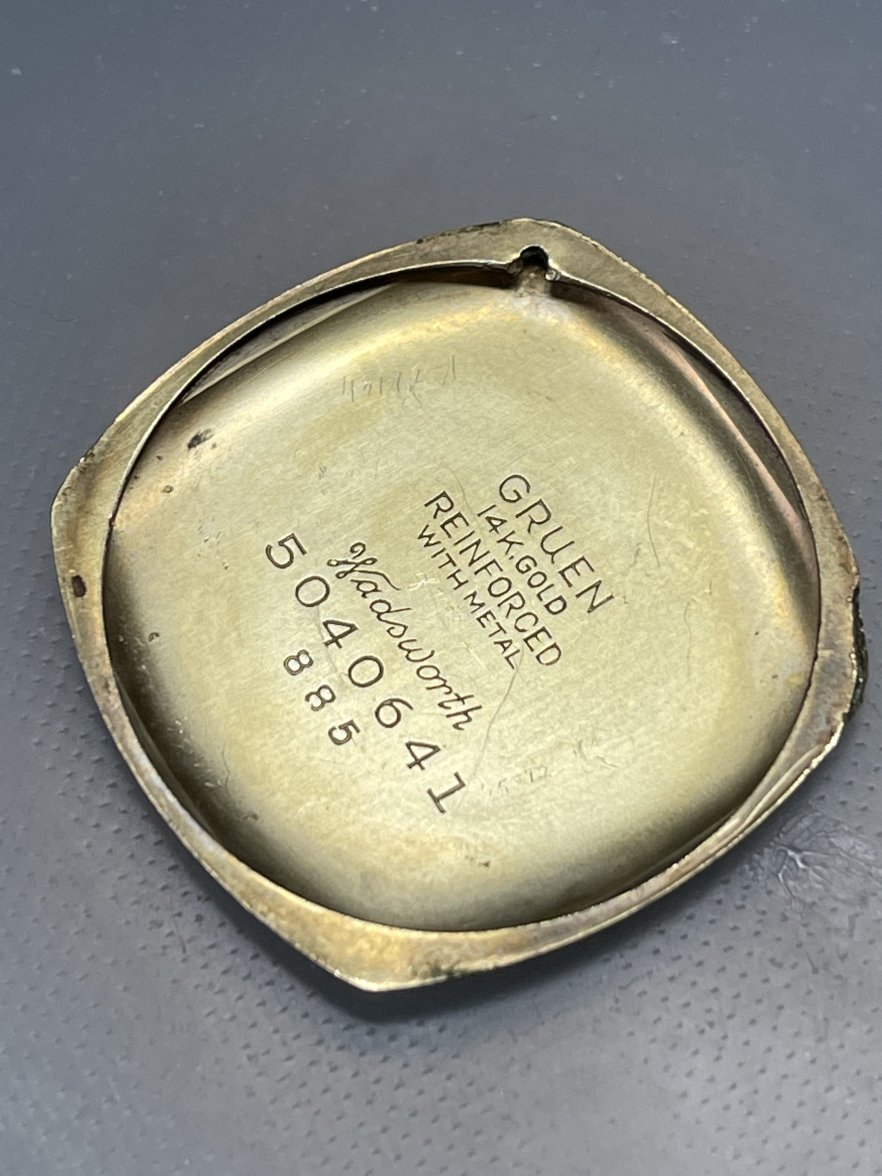 GRUEN
14K. GOLD
REINFORCED
WITH METAL
Wadsworth
5040641
885